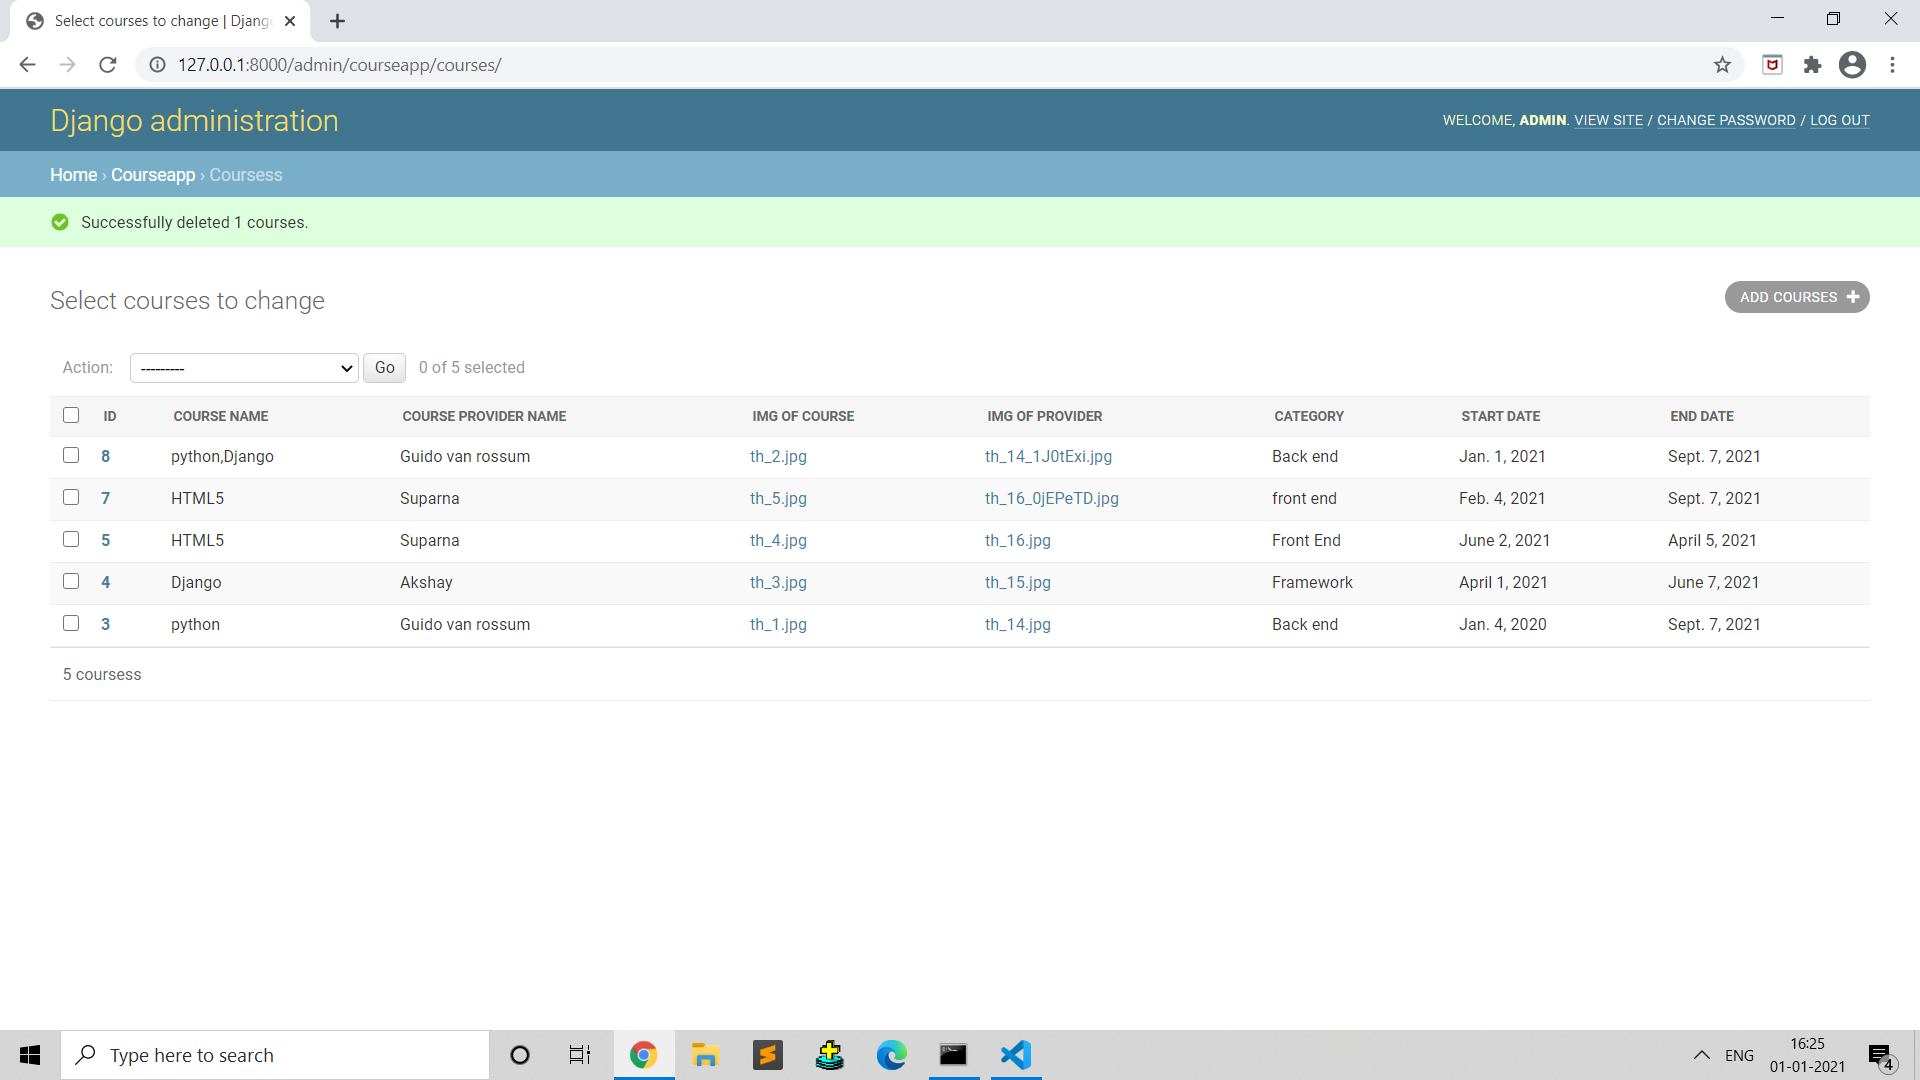 Select courses to change | Djang
127.0.0.1:8000/admin/courseapp/courses/
Django administration
WELCOME, ADMIN. VIEW SITE / CHANGE PASSWORD / LOG OUT
Home › Courseapp › Coursess
Successfully deleted 1 courses.
Select courses to change
ADD COURSES
Action: --------- Go 0 of 5 selected
ID COURSE NAME COURSE PROVIDER NAME IMG OF COURSE IMG OF PROVIDER CATEGORY START DATE END DATE
8 python,Django Guido van rossum th_2.jpg th_14_1J0tExi.jpg Back end Jan. 1, 2021 Sept. 7, 2021
7 HTML5 Suparna th_5.jpg th_16_0jEPeTD.jpg front end Feb. 4, 2021 Sept. 7, 2021
5 HTML5 Suparna th_4.jpg th_16.jpg Front End June 2, 2021 April 5, 2021
4 Django Akshay th_3.jpg th_15.jpg Framework April 1, 2021 June 7, 2021
3 python Guido van rossum th_1.jpg th_14.jpg Back end Jan. 4, 2020 Sept. 7, 2021
5 coursess
Type here to search
ENG
16:25
01-01-2021
4